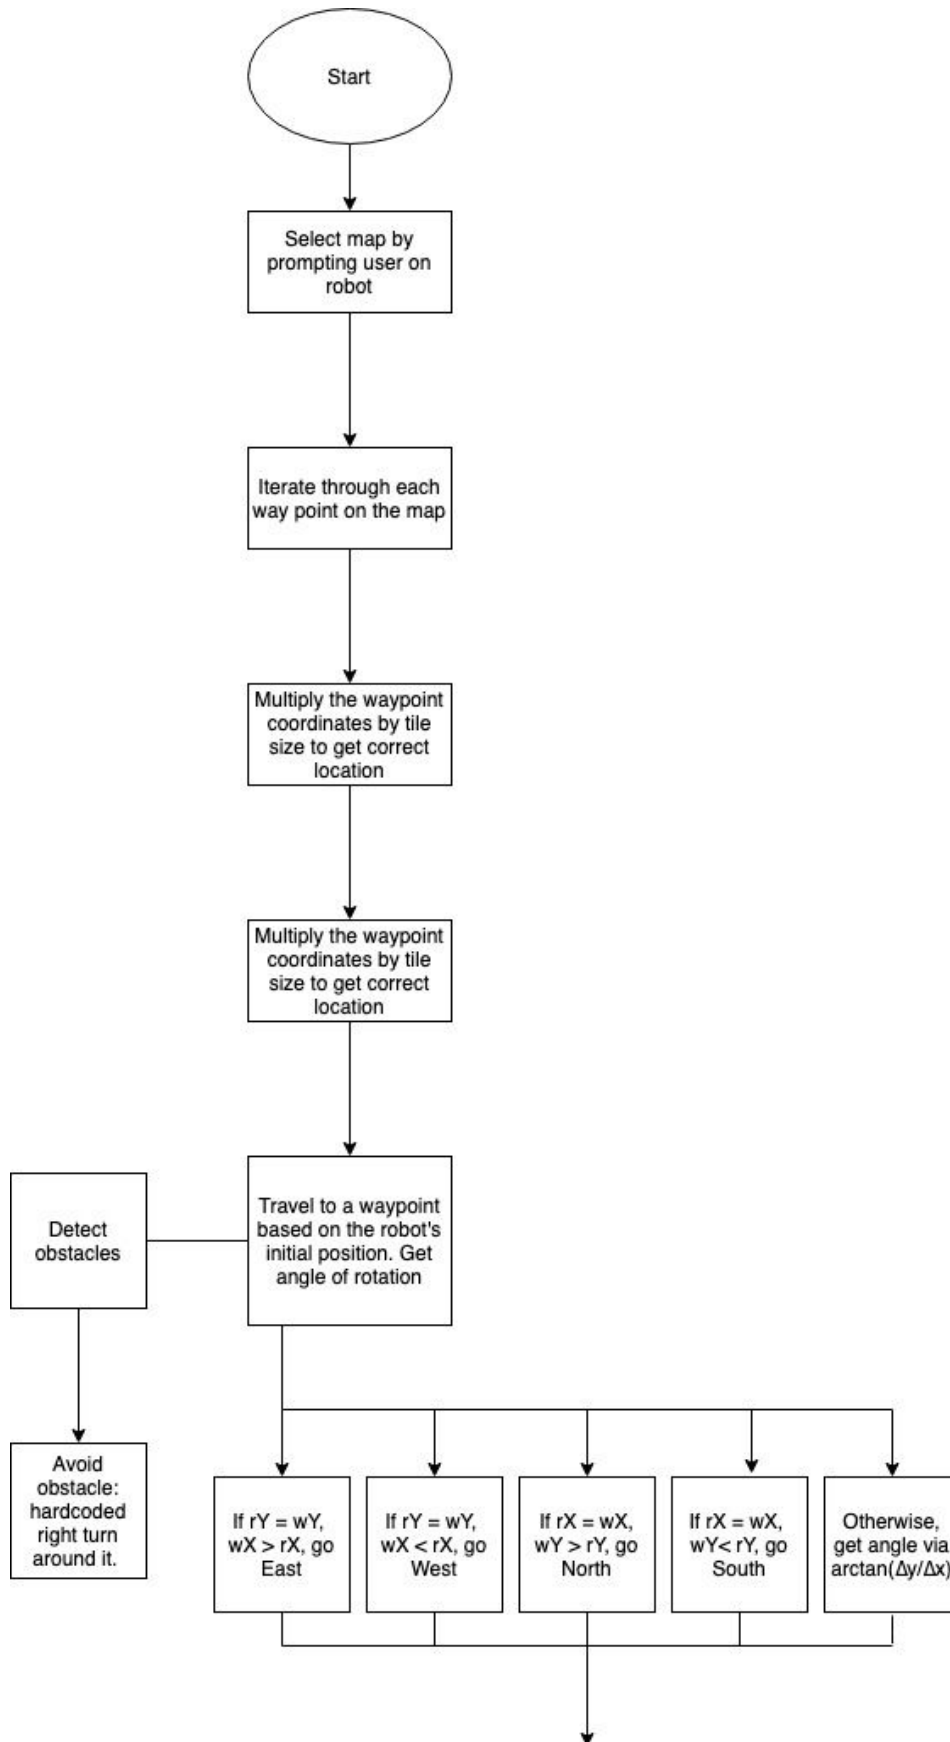 Start
Select map by
prompting user on
robot
Iterate through each
way point on the map
Multiply the waypoint
coordinates by tile
size to get correct
location
Multiply the waypoint
coordinates by tile
size to get correct
location
Detect
obstacles
Travel to a waypoint
based on the robot's
initial position. Get
angle of rotation
Avoid
obstacle:
hardcoded
right turn
around it.
If rY = wY,
wX > rX, go
East
If rY = wY,
wX < rX, go
West
If rX = wX,
wY > rY, go
North
If rX = wX,
wY< rY, go
South
Otherwise,
get angle via
arctan(Δy/Δx)